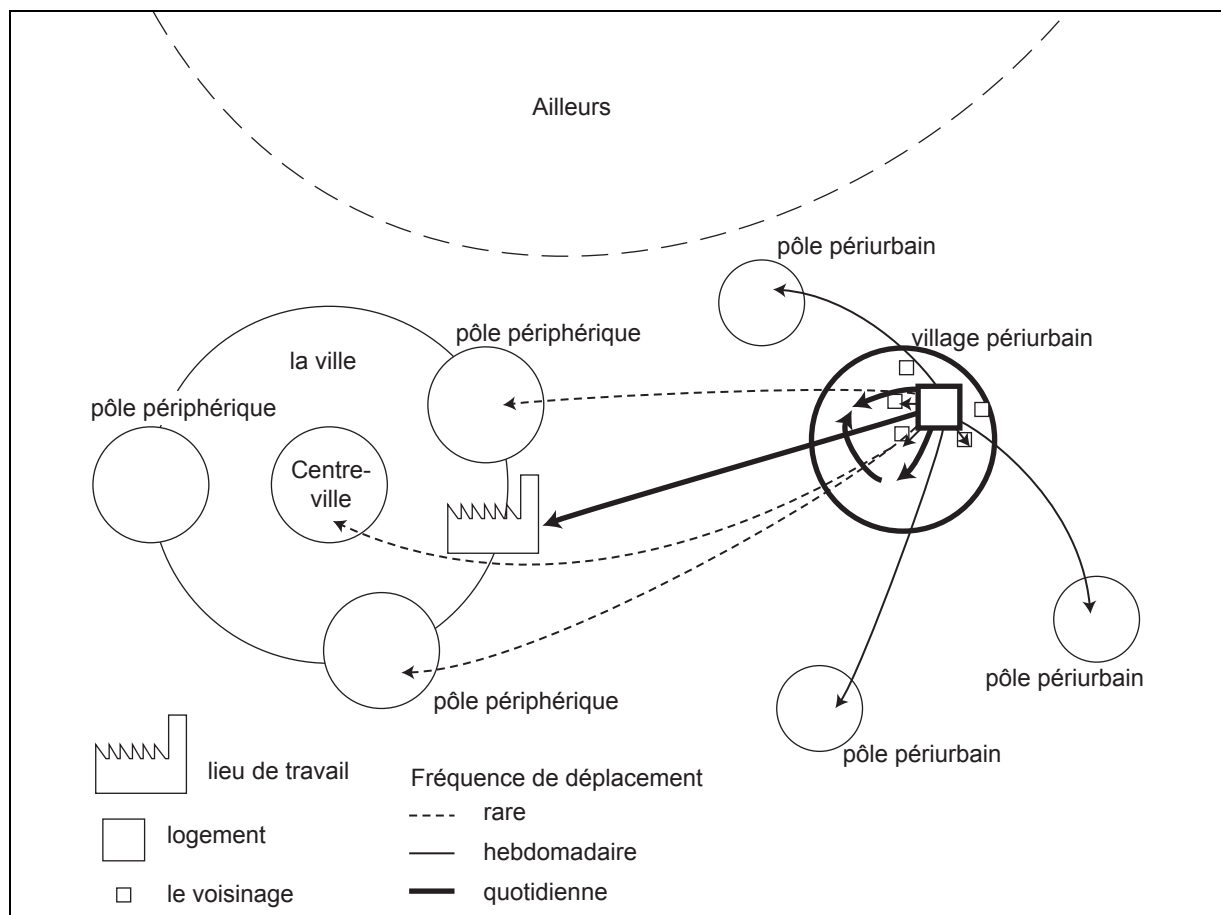 Ailleurs
pôle périurbain
pôle périphérique
village périurbain
la ville
pôle périphérique
Centre-
ville
pôle périurbain
pôle périphérique
pôle périurbain
lieu de travail
Fréquence de déplacement
rare
logement
hebdomadaire
le voisinage
quotidienne